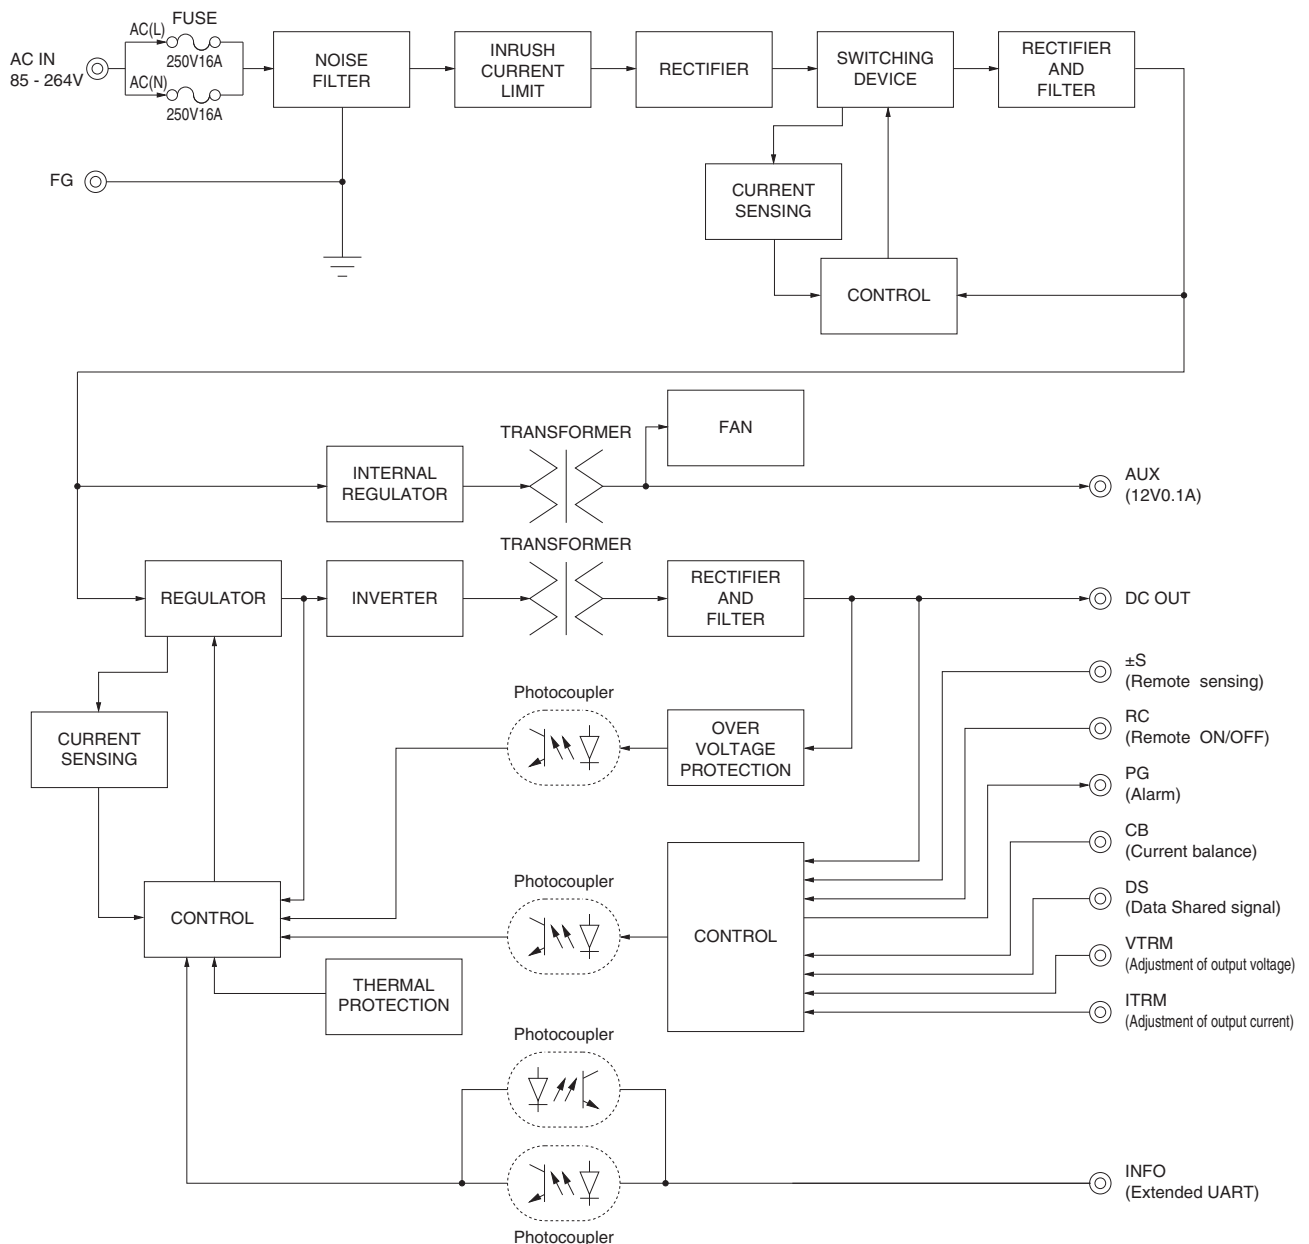 FUSE
AC(L)
250V16A
AC IN
85 - 264V
AC(N)
250V16A
NOISE
FILTER
INRUSH
CURRENT
LIMIT
RECTIFIER
SWITCHING
DEVICE
RECTIFIER
AND
FILTER
FG
CURRENT
SENSING
CONTROL
TRANSFORMER
FAN
INTERNAL
REGULATOR
AUX
(12V0.1A)
TRANSFORMER
REGULATOR
INVERTER
RECTIFIER
AND
FILTER
DC OUT
±S
(Remote sensing)
Photocoupler
CURRENT
SENSING
OVER
VOLTAGE
PROTECTION
RC
(Remote ON/OFF)
PG
(Alarm)
CB
(Current balance)
Photocoupler
CONTROL
CONTROL
DS
(Data Shared signal)
VTRM
(Adjustment of output voltage)
THERMAL
PROTECTION
ITRM
(Adjustment of output current)
Photocoupler
INFO
(Extended UART)
Photocoupler